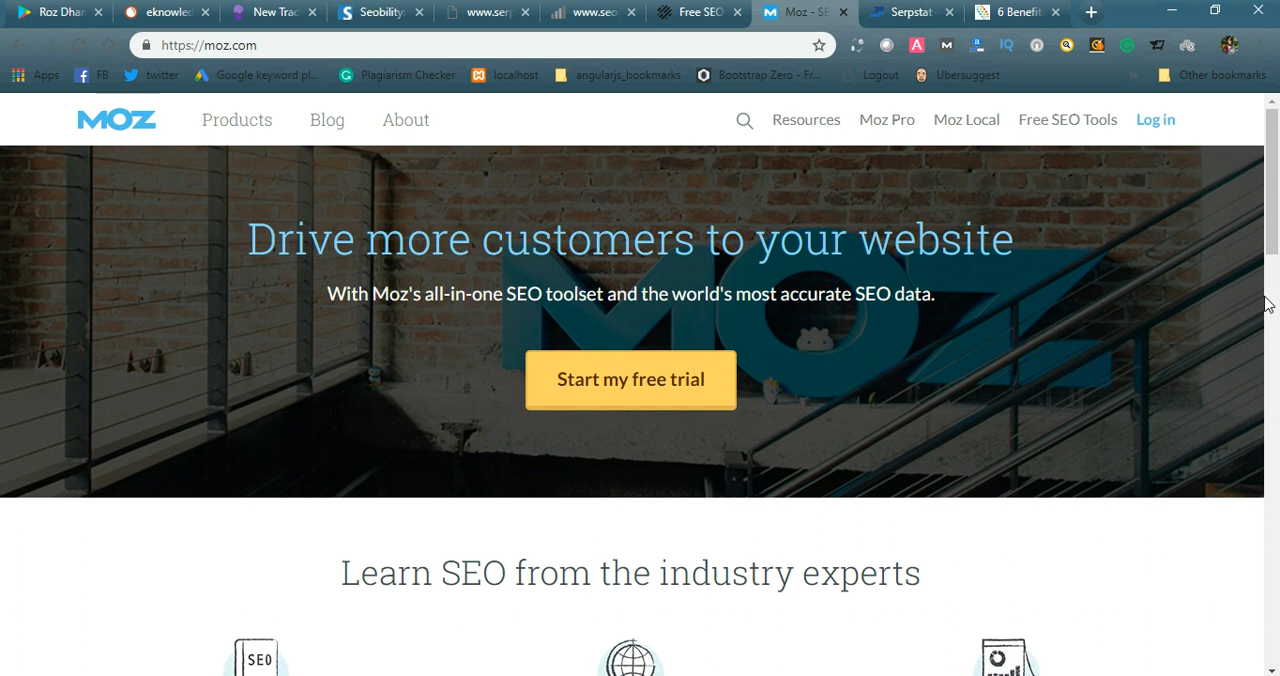 Roz Dhan
eknowled
New Trac
Seobility:
www.serp
www.seo
Free SEO
Moz - SE
Serpstat
6 Benefit
https://moz.com
Apps
FB
twitter
Google keyword pl...
Plagiarism Checker
localhost
angularjs_bookmarks
Bootstrap Zero - Fr...
Logout
Ubersuggest
»
Other bookmarks
MOZ
Products
Blog
About
Resources
Moz Pro
Moz Local
Free SEO Tools
Log in
Drive more customers to your website
With Moz's all-in-one SEO toolset and the world's most accurate SEO data.
Start my free trial
MOZ
Learn SEO from the industry experts
SEO